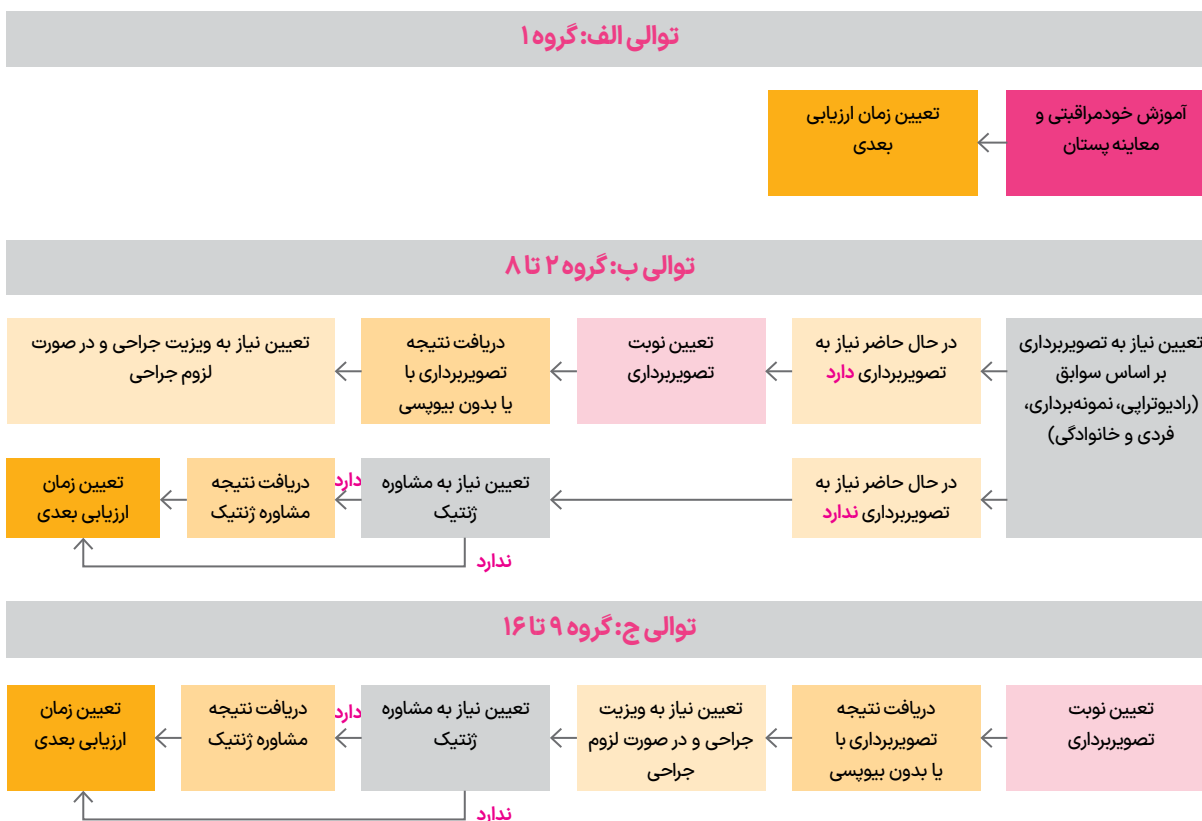 توالی الف: گروه ۱
آموزش خودمراقبتی و
معاینه پستان
تعیین زمان ارزیابی
بعدی
توالی ب: گروه ۲ تا ۸
تعیین نیاز به تصویربرداری
بر اساس سوابق
(رادیوتراپی، نمونه‌برداری،
فردی و خانوادگی)
در حال حاضر نیاز به
تصویربرداری دارد
تعیین نوبت
تصویربرداری
دریافت نتیجه
تصویربرداری با
یا بدون بیوپسی
تعیین نیاز به ویزیت جراحی و در صورت
لزوم جراحی
در حال حاضر نیاز به
تصویربرداری ندارد
تعیین نیاز به مشاوره
ژنتیک
دارد
دریافت نتیجه
مشاوره ژنتیک
تعیین زمان
ارزیابی بعدی
ندارد
توالی ج: گروه ۹ تا ۱۶
تعیین نوبت
تصویربرداری
دریافت نتیجه
تصویربرداری با
یا بدون بیوپسی
تعیین نیاز به ویزیت
جراحی و در صورت لزوم
جراحی
تعیین نیاز به مشاوره
ژنتیک
دارد
دریافت نتیجه
مشاوره ژنتیک
تعیین زمان
ارزیابی بعدی
ندارد